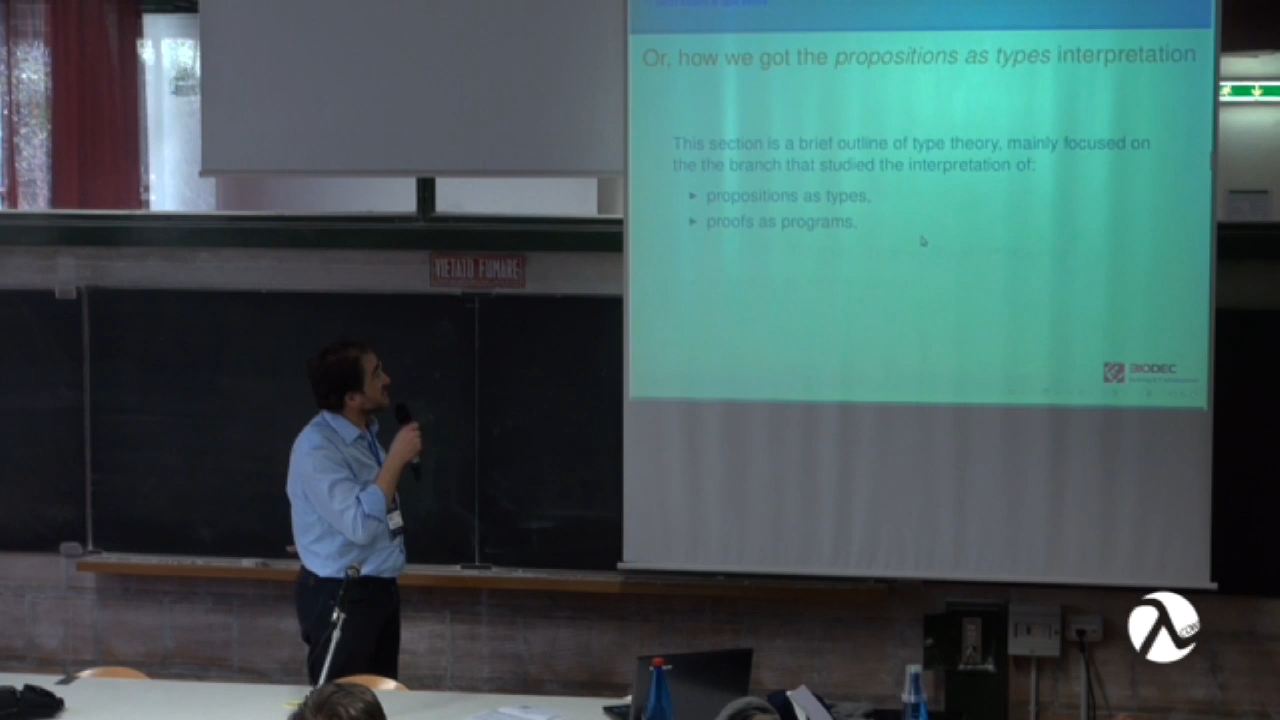 Or, how we got the propositions as types interpretation
This section is a brief outline of type theory, mainly focused on
the the branch that studied the interpretation of:
propositions as types,
proofs as programs,
BIODEC
VIETATO FUMARE
λ
COM